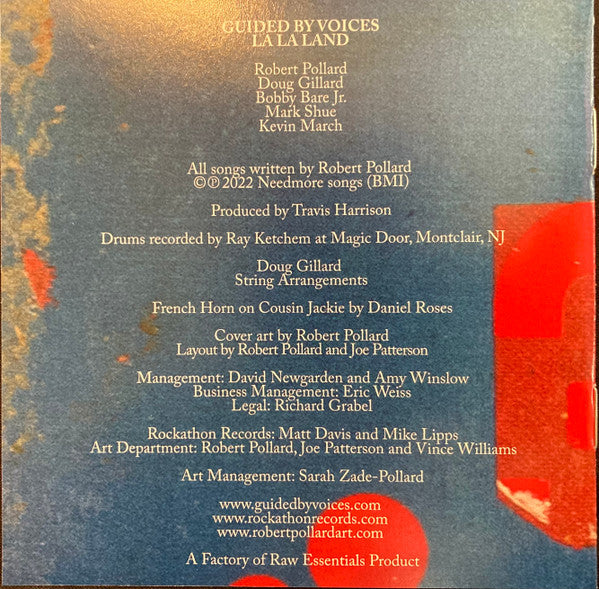 GUIDED BY VOICES
LA LA LAND
Robert Pollard
Doug Gillard
Bobby Bare Jr.
Mark Shue
Kevin March
All songs written by Robert Pollard
©℗ 2022 Needmore songs (BMI)
Produced by Travis Harrison
Drums recorded by Ray Ketchem at Magic Door, Montclair, NJ
Doug Gillard
String Arrangements
French Horn on Cousin Jackie by Daniel Roses
Cover art by Robert Pollard
Layout by Robert Pollard and Joe Patterson
Management: David Newgarden and Amy Winslow
Business Management: Eric Weiss
Legal: Richard Grabel
Rockathon Records: Matt Davis and Mike Lipps
Art Department: Robert Pollard, Joe Patterson and Vince Williams
Art Management: Sarah Zade-Pollard
www.guidedbyvoices.com
www.rockathonrecords.com
www.robertpollardart.com
A Factory of Raw Essentials Product